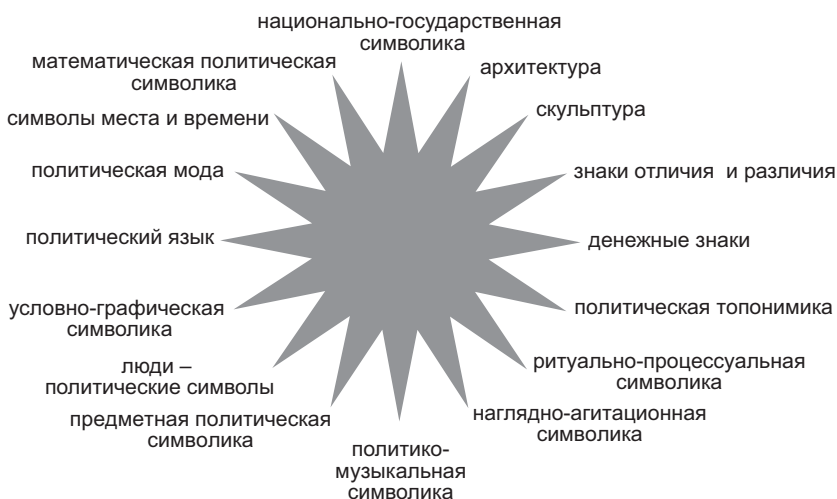 национально-государственная
символика
архитектура
скульптура
знаки отличия и различия
денежные знаки
политическая топонимика
ритуально-процессуальная
символика
наглядно-агитационная
символика
политико-
музыкальная
символика
предметная политическая
символика
люди –
политические символы
условно-графическая
символика
политический язык
политическая мода
символы места и времени
математическая политическая
символика